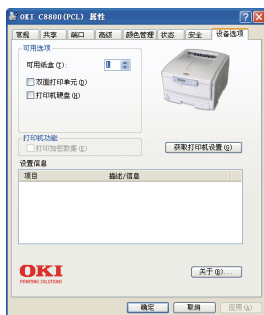 OKI C8800(PCL) 属性
常规 共享 端口 高级 颜色管理 状态 安全 设备选项
可用选项
可用纸盒(T): 1
双面打印单元(D)
打印机硬盘(H)
打印机功能
打印加密数据(E)
获取打印机设置(G)
设置信息
项目 描述/信息
OKI
PRINTING SOLUTIONS
关于(B)...
确定 取消 应用(A)